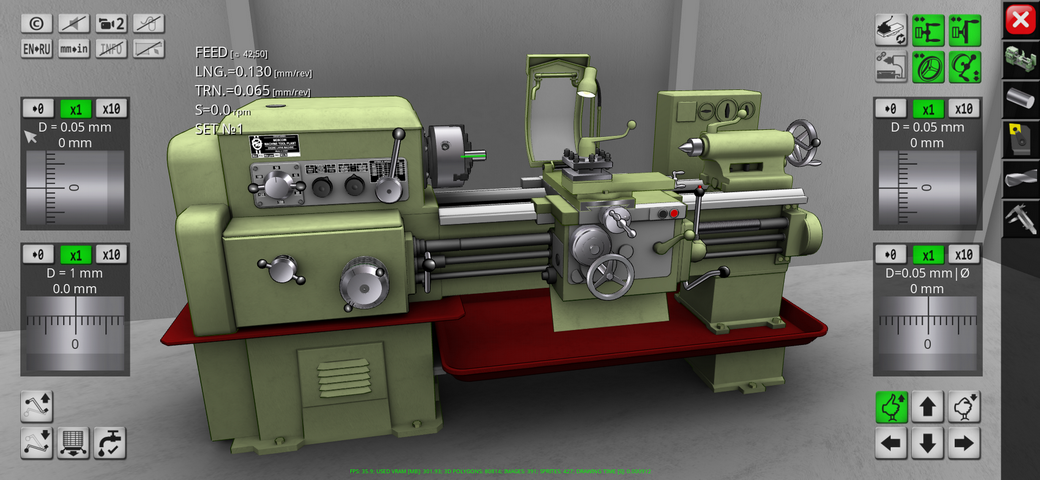 © 2
EN•RU mm•in INFO
FEED [≈ 42;50]
LNG.=0.130 [mm/rev]
TRN.=0.065 [mm/rev]
S=0.0 rpm
SET №1
•0 x1 x10
D = 0.05 mm
0 mm
0
•0 x1 x10
D = 1 mm
0.0 mm
0
•0 x1 x10
D = 0.05 mm
0 mm
0
•0 x1 x10
D=0.05 mm|Ø
0 mm
0
MACHINE-TOOL PLANT